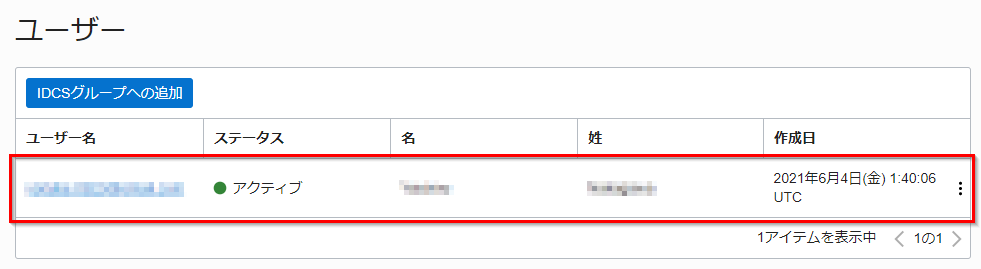 ユーザー
IDCSグループへの追加
ユーザー名 ステータス 名 姓 作成日
アクティブ 2021年6月4日(金) 1:40:06
UTC
1アイテムを表示中 1の1